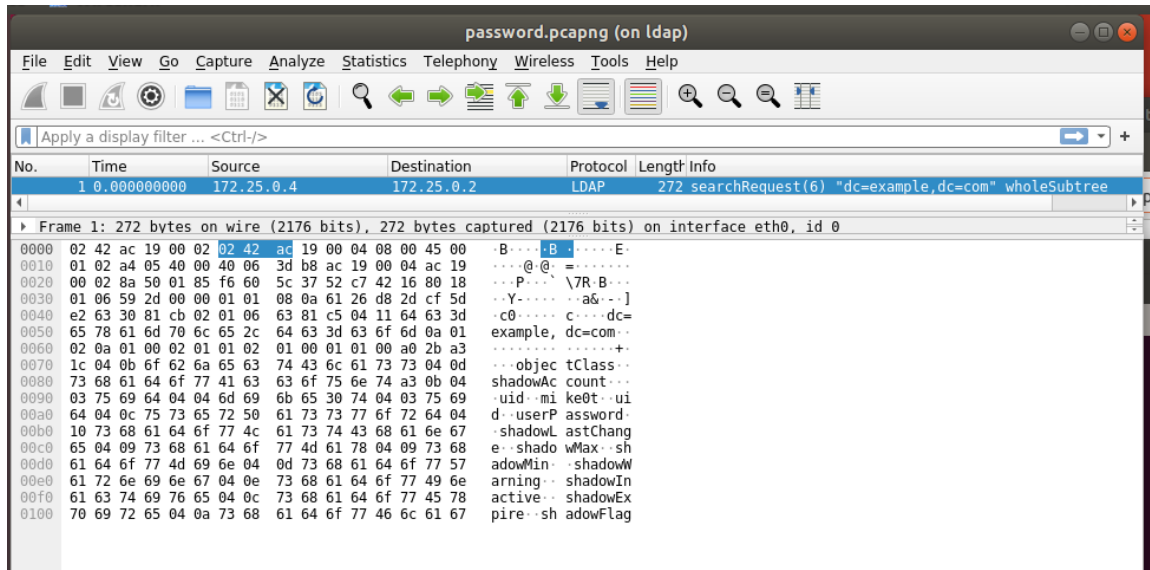 password.pcapng (on ldap)
File Edit View Go Capture Analyze Statistics Telephony Wireless Tools Help
Apply a display filter ... <Ctrl-/>
No. Time Source Destination Protocol Length Info
1 0.000000000 172.25.0.4 172.25.0.2 LDAP 272 searchRequest(6) "dc=example,dc=com" wholeSubtree
Frame 1: 272 bytes on wire (2176 bits), 272 bytes captured (2176 bits) on interface eth0, id 0
0000 02 42 ac 19 00 02 02 42 ac 19 00 04 08 00 45 00 ·B·····B ······E·
0010 01 02 a4 05 40 00 40 06 3d b8 ac 19 00 04 ac 19 ····@·@· =·······
0020 00 02 8a 50 01 85 f6 60 5c 37 52 c7 42 16 80 18 ···P···` \7R·B···
0030 01 06 59 2d 00 00 01 01 08 0a 61 26 d8 2d cf 5d ··Y-···· ··a&·-·]
0040 e2 63 30 81 cb 02 01 06 63 81 c5 04 11 64 63 3d ·c0····· c····dc=
0050 65 78 61 6d 70 6c 65 2c 64 63 3d 63 6f 6d 0a 01 example, dc=com··
0060 02 0a 01 00 02 01 01 02 01 00 01 01 00 a0 2b a3 ········ ······+·
0070 1c 04 0b 6f 62 6a 65 63 74 43 6c 61 73 73 04 0d ···objec tClass··
0080 73 68 61 64 6f 77 41 63 63 6f 75 6e 74 a3 0b 04 shadowAc count···
0090 03 75 69 64 04 04 6d 69 6b 65 30 74 04 03 75 69 ·uid··mi ke0t··ui
00a0 64 04 0c 75 73 65 72 50 61 73 73 77 6f 72 64 04 d··userP assword·
00b0 10 73 68 61 64 6f 77 4c 61 73 74 43 68 61 6e 67 ·shadowL astChang
00c0 65 04 09 73 68 61 64 6f 77 4d 61 78 04 09 73 68 e··shado wMax··sh
00d0 61 64 6f 77 4d 69 6e 04 0d 73 68 61 64 6f 77 57 adowMin· ·shadowW
00e0 61 72 6e 69 6e 67 04 0e 73 68 61 64 6f 77 49 6e arning·· shadowIn
00f0 61 63 74 69 76 65 04 0c 73 68 61 64 6f 77 45 78 active·· shadowEx
0100 70 69 72 65 04 0a 73 68 61 64 6f 77 46 6c 61 67 pire··sh adowFlag